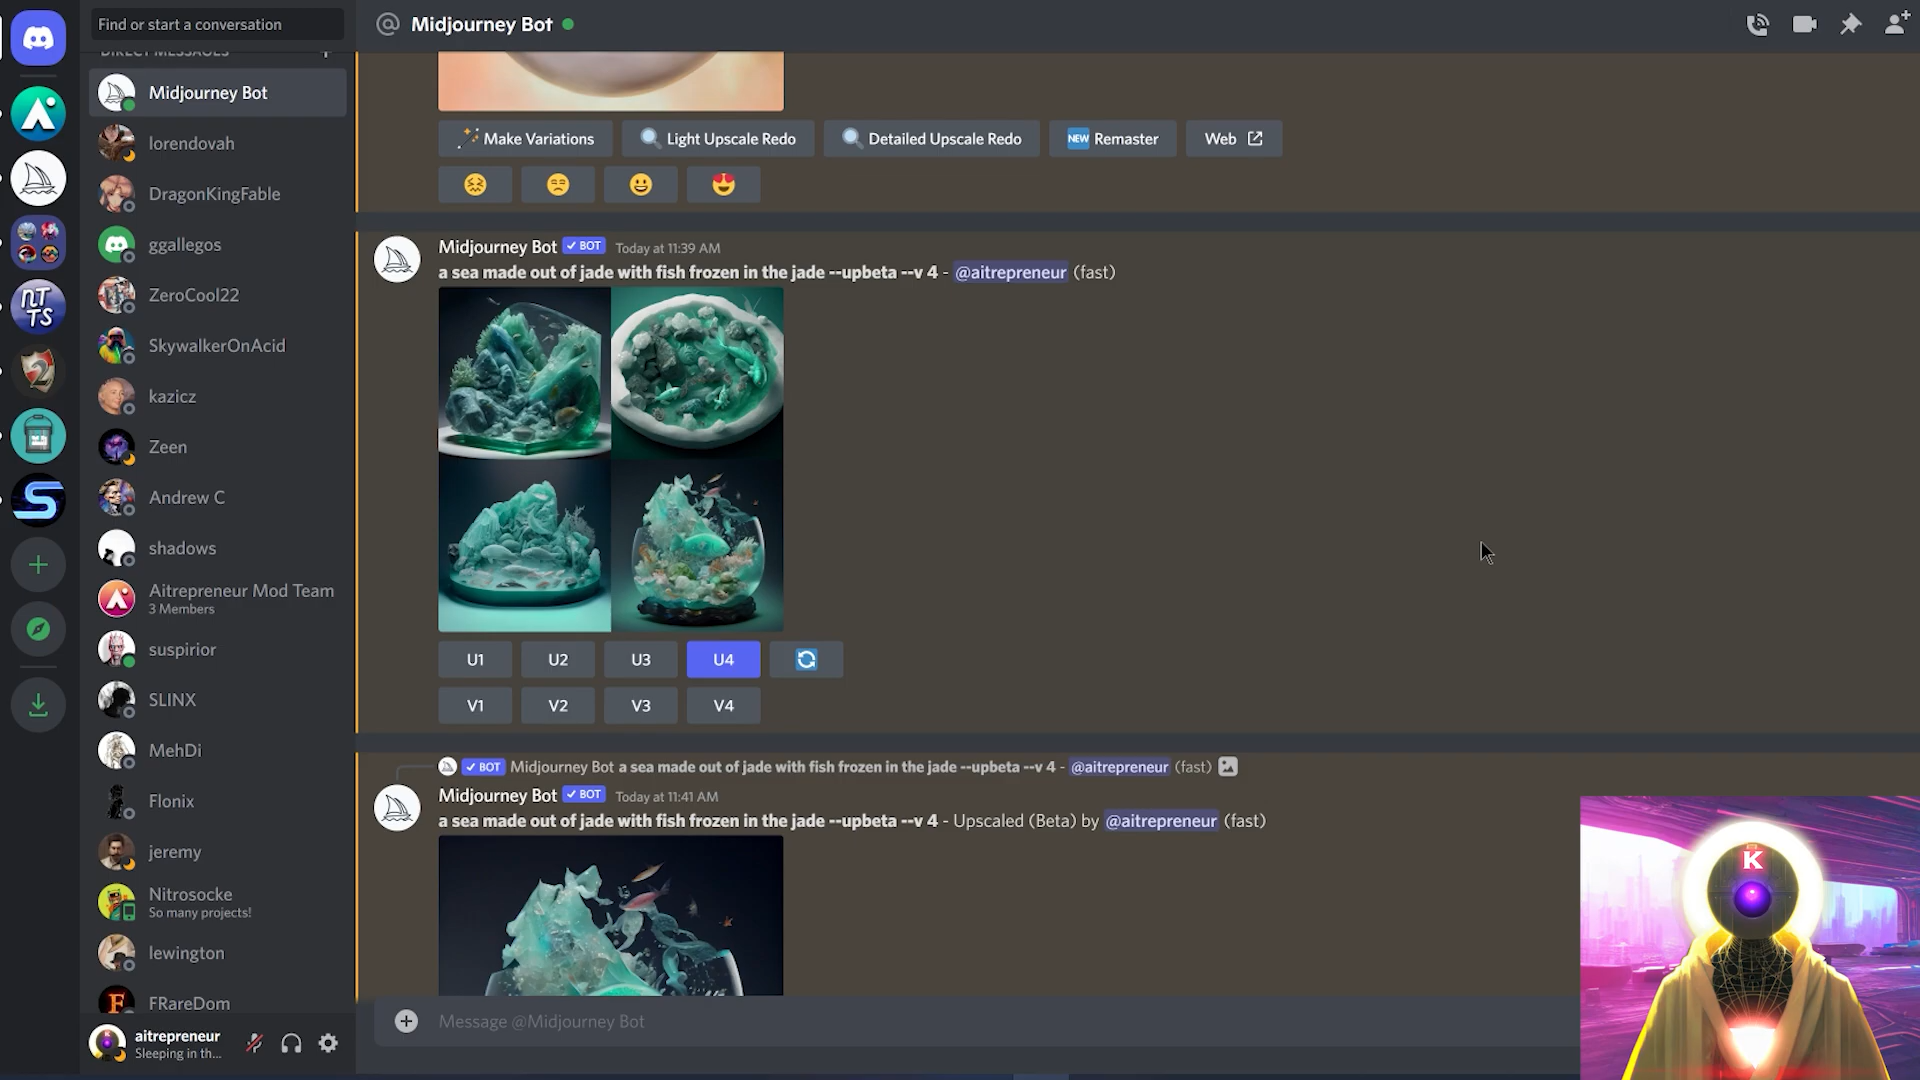 Find or start a conversation
DIRECT MESSAGES
Midjourney Bot
lorendovah
DragonKingFable
ggallegos
ZeroCool22
SkywalkerOnAcid
kazicz
Zeen
Andrew C
shadows
Aitrepreneur Mod Team
3 Members
suspirior
SLINX
MehDi
Flonix
jeremy
Nitrosocke
So many projects!
lewington
FRareDom
aitrepreneur
Sleeping in th...
NT
TS
2
S
F
@ Midjourney Bot
Make Variations
Light Upscale Redo
Detailed Upscale Redo
NEW Remaster
Web
Midjourney Bot ✓ BOT Today at 11:39 AM
a sea made out of jade with fish frozen in the jade --upbeta --v 4 - @aitrepreneur (fast)
U1 U2 U3 U4
V1 V2 V3 V4
✓ BOT Midjourney Bot a sea made out of jade with fish frozen in the jade --upbeta --v 4 - @aitrepreneur (fast)
Midjourney Bot ✓ BOT Today at 11:41 AM
a sea made out of jade with fish frozen in the jade --upbeta --v 4 - Upscaled (Beta) by @aitrepreneur (fast)
Message @Midjourney Bot
K